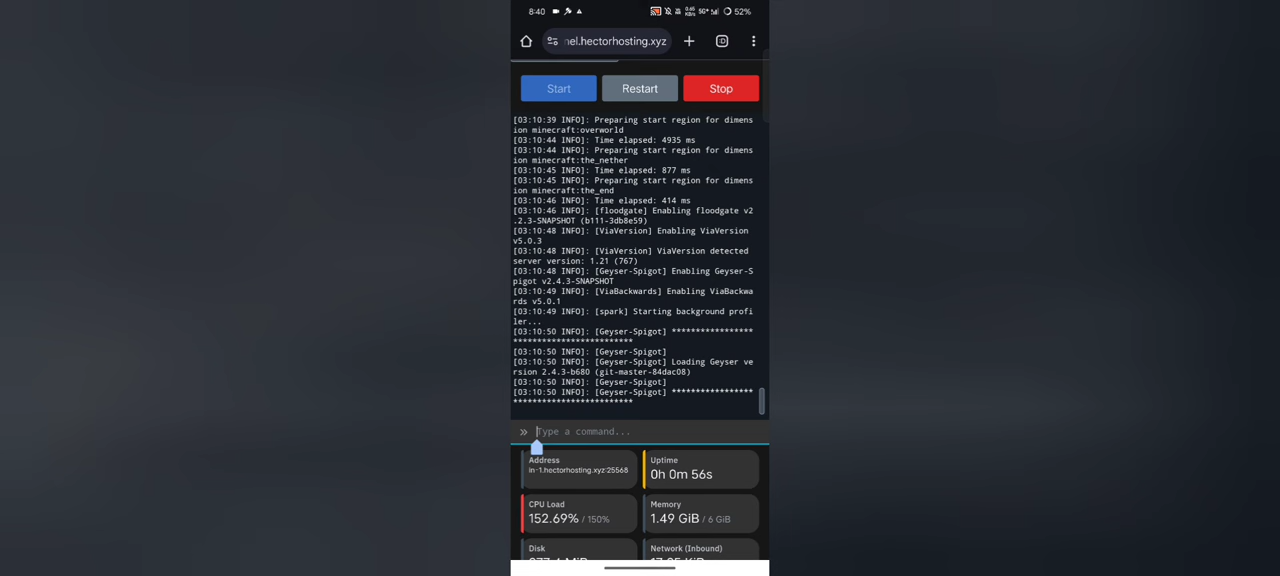 8:40
0.46 KB/s 5G+ 52%
nel.hectorhosting.xyz
:D
Start Restart Stop
[03:10:39 INFO]: Preparing start region for dimens
ion minecraft:overworld
[03:10:44 INFO]: Time elapsed: 4935 ms
[03:10:44 INFO]: Preparing start region for dimens
ion minecraft:the_nether
[03:10:45 INFO]: Time elapsed: 877 ms
[03:10:45 INFO]: Preparing start region for dimens
ion minecraft:the_end
[03:10:46 INFO]: Time elapsed: 414 ms
[03:10:46 INFO]: [floodgate] Enabling floodgate v2
.2.3-SNAPSHOT (b111-3db8e59)
[03:10:48 INFO]: [ViaVersion] Enabling ViaVersion
v5.0.3
[03:10:48 INFO]: [ViaVersion] ViaVersion detected
server version: 1.21 (767)
[03:10:48 INFO]: [Geyser-Spigot] Enabling Geyser-S
pigot v2.4.3-SNAPSHOT
[03:10:49 INFO]: [ViaBackwards] Enabling ViaBackwa
rds v5.0.1
[03:10:49 INFO]: [spark] Starting background profi
ler...
[03:10:50 INFO]: [Geyser-Spigot] *****************
*************************
[03:10:50 INFO]: [Geyser-Spigot]
[03:10:50 INFO]: [Geyser-Spigot] Loading Geyser ve
rsion 2.4.3-b680 (git-master-84dac08)
[03:10:50 INFO]: [Geyser-Spigot]
[03:10:50 INFO]: [Geyser-Spigot] *****************
*************************
» Type a command...
Address
in-1.hectorhosting.xyz:25568
Uptime
0h 0m 56s
CPU Load
152.69% / 150%
Memory
1.49 GiB / 6 GiB
Disk
Network (Inbound)